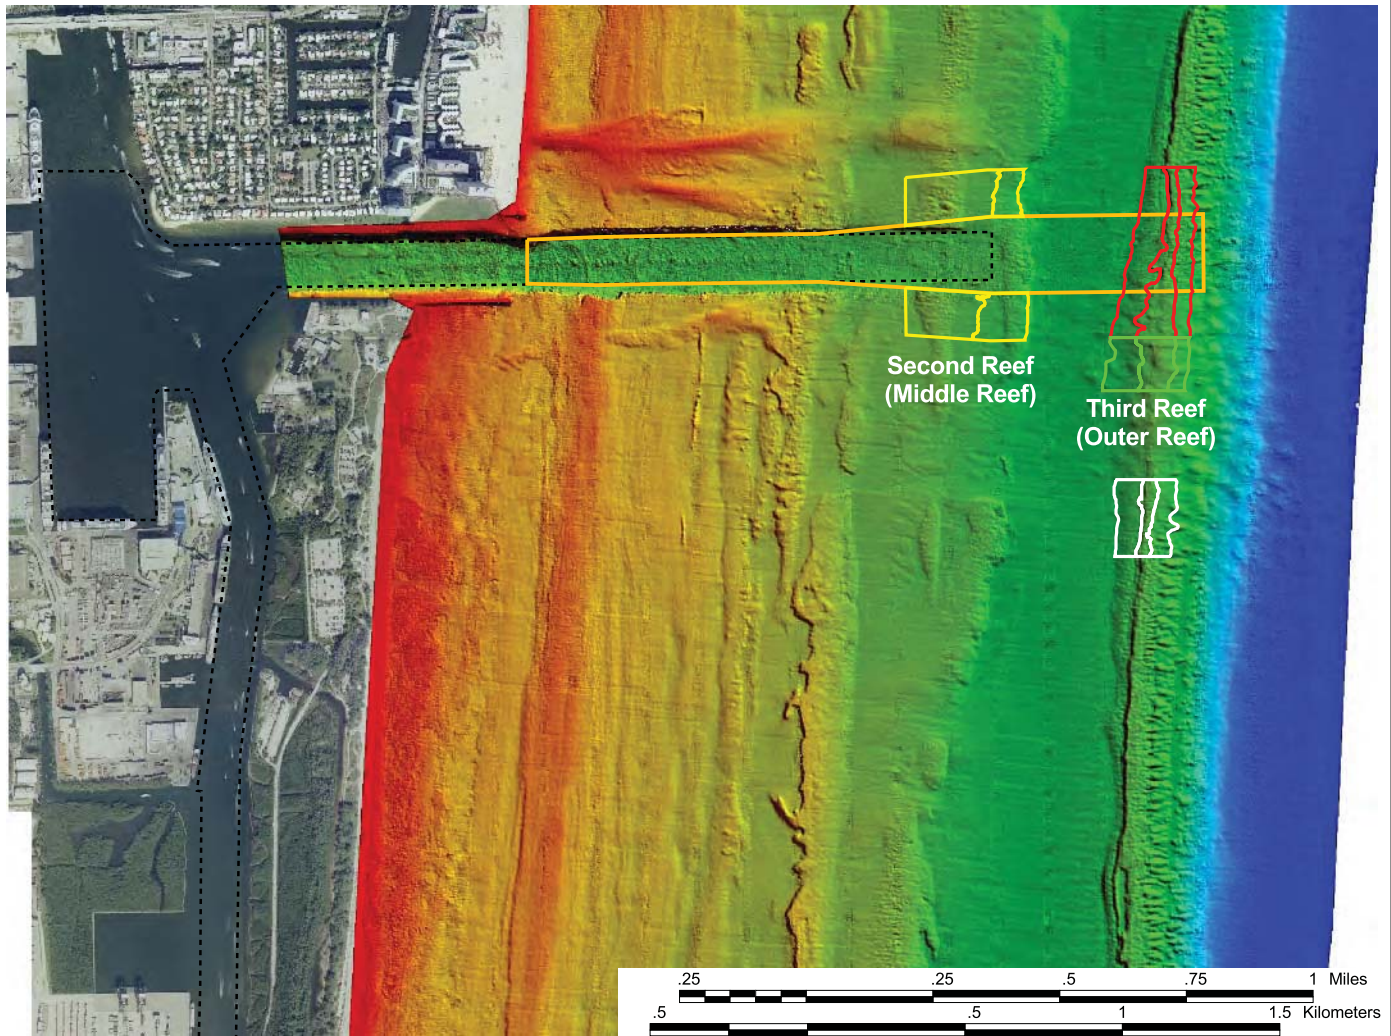 Second Reef
(Middle Reef)
Third Reef
(Outer Reef)
.25 .25 .5 .75 1 Miles
.5 .5 1 1.5 Kilometers